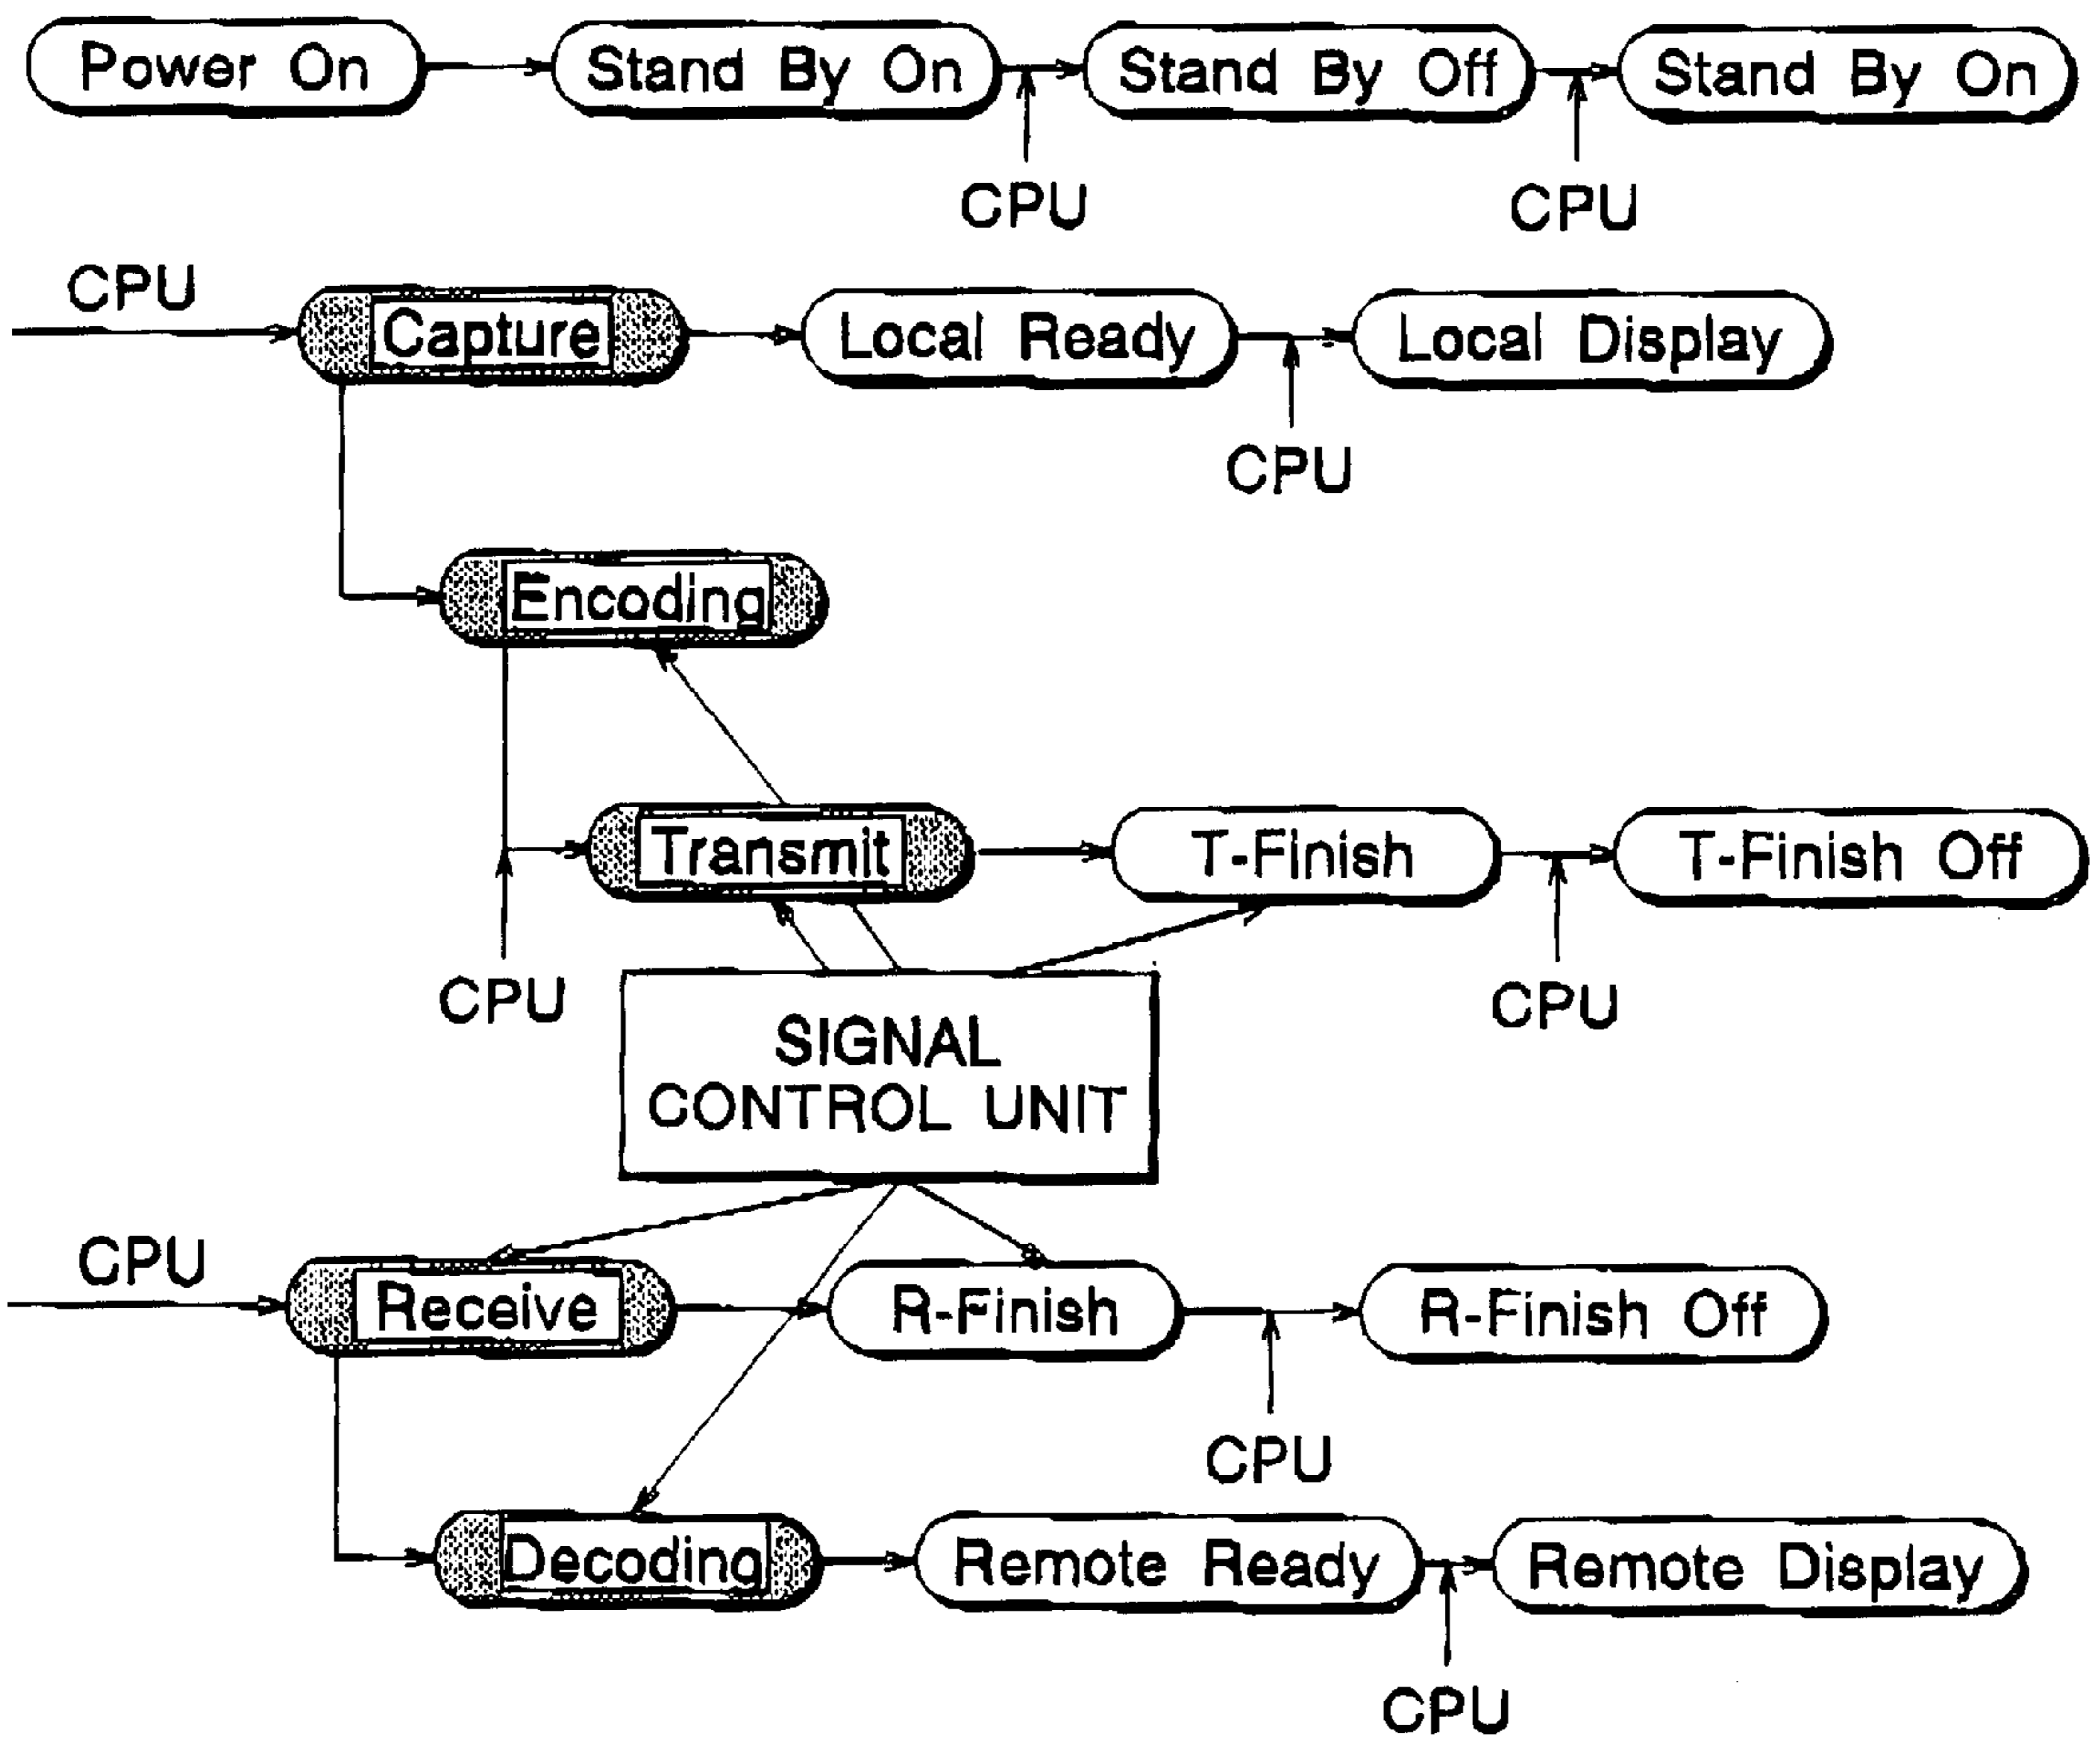 Power On Stand By On Stand By Off Stand By On
CPU CPU
CPU
Capture Local Ready Local Display
CPU
Encoding
Transmit T-Finish T-Finish Off
CPU CPU
SIGNAL
CONTROL UNIT
CPU
Receive R-Finish R-Finish Off
CPU
Decoding Remote Ready Remote Display
CPU